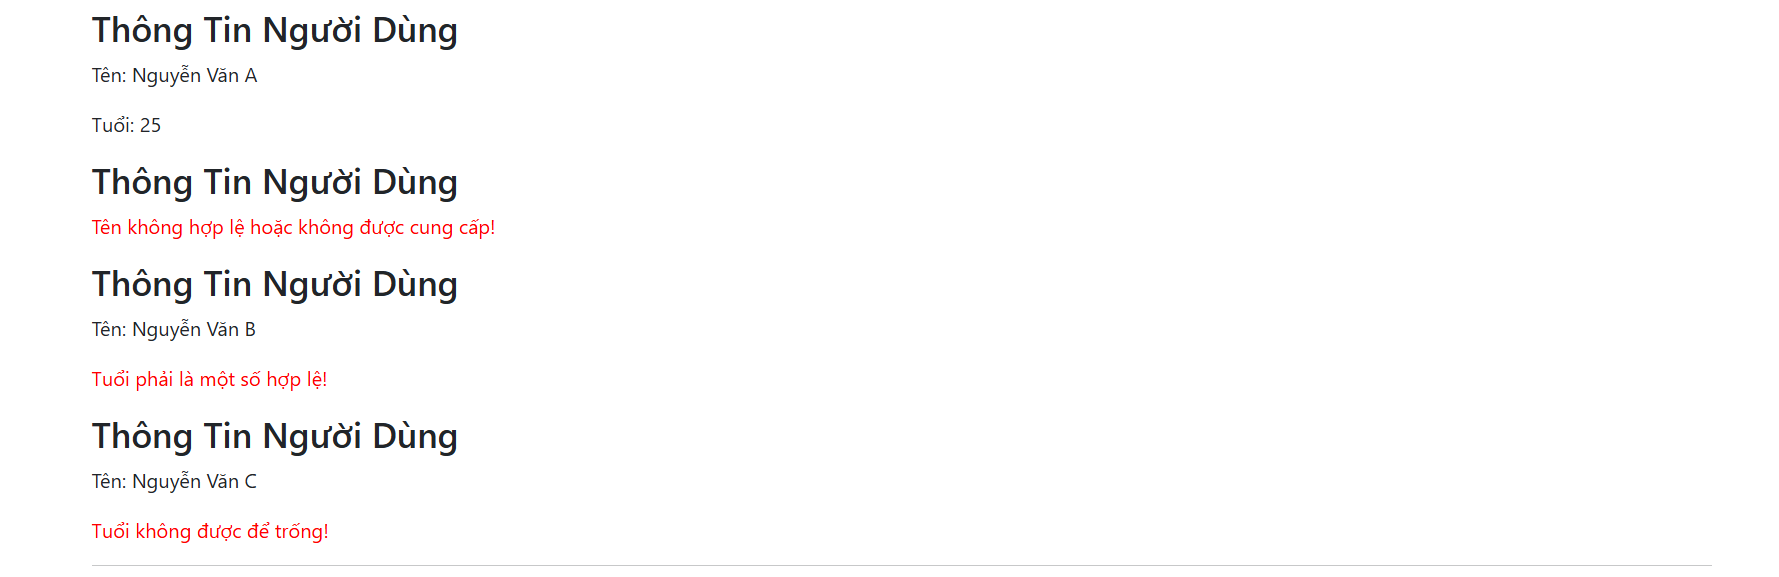 Thông Tin Người Dùng
Tên: Nguyễn Văn A
Tuổi: 25
Thông Tin Người Dùng
Tên không hợp lệ hoặc không được cung cấp!
Thông Tin Người Dùng
Tên: Nguyễn Văn B
Tuổi phải là một số hợp lệ!
Thông Tin Người Dùng
Tên: Nguyễn Văn C
Tuổi không được để trống!